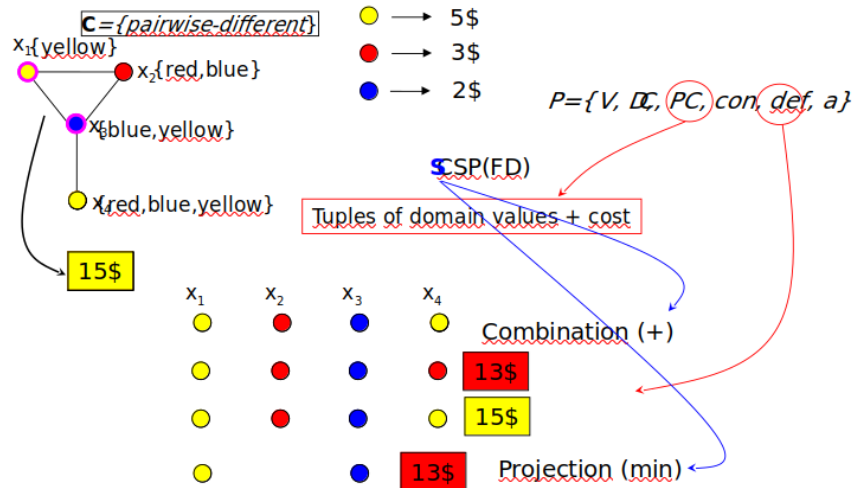 C={pairwise-different}
x1{yellow}
x2{red,blue}
x3{blue,yellow}
x4{red,blue,yellow}
15$
5$
3$
2$
P={ V, D, C, PC, con, def, a}
SCSP(FD)
Tuples of domain values + cost
x1 x2 x3 x4
Combination (+)
13$
15$
13$
Projection (min)